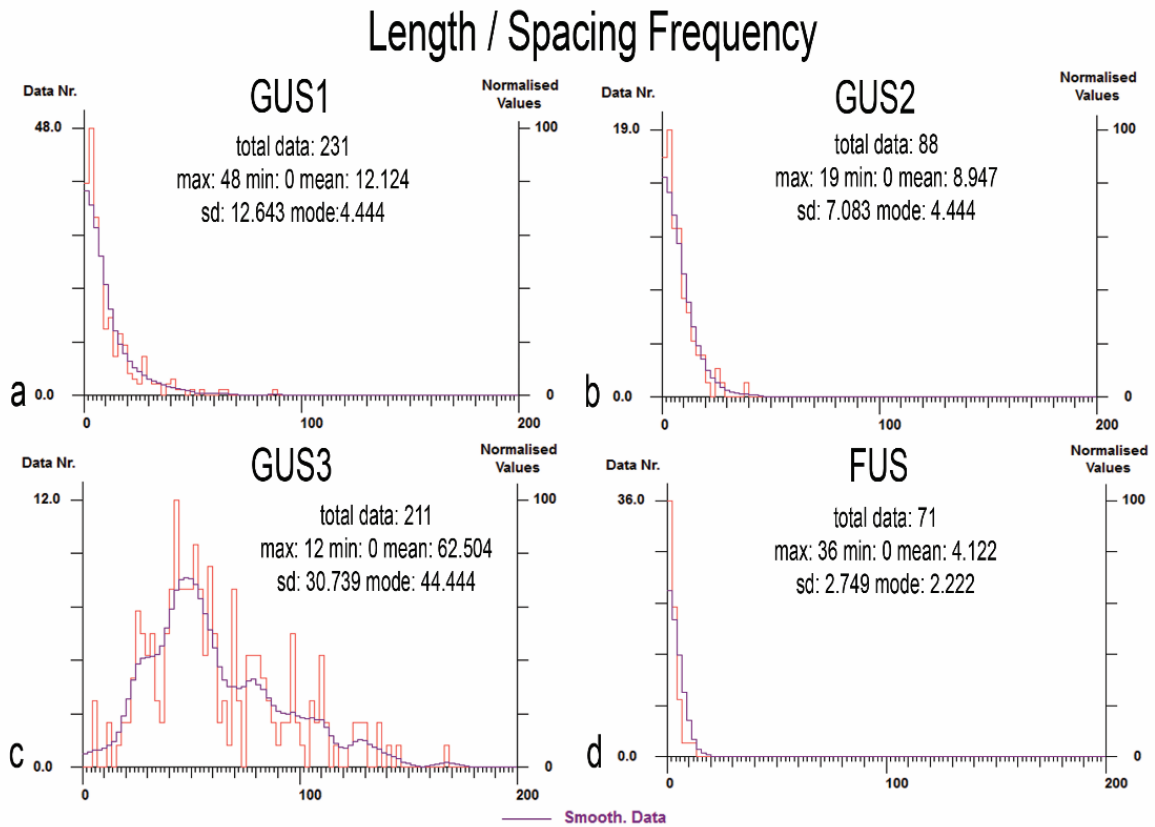 Length / Spacing Frequency
Data Nr.
GUS1
Normalised
Values
48.0
100
total data: 231
max: 48 min: 0 mean: 12.124
sd: 12.643 mode:4.444
a
0.0
0
0
100
200
Data Nr.
GUS2
Normalised
Values
19.0
100
total data: 88
max: 19 min: 0 mean: 8.947
sd: 7.083 mode: 4.444
b
0.0
0
0
100
200
Data Nr.
GUS3
Normalised
Values
12.0
100
total data: 211
max: 12 min: 0 mean: 62.504
sd: 30.739 mode: 44.444
c
0.0
0
0
100
200
Data Nr.
FUS
Normalised
Values
36.0
100
total data: 71
max: 36 min: 0 mean: 4.122
sd: 2.749 mode: 2.222
d
0.0
0
0
100
200
Smooth. Data